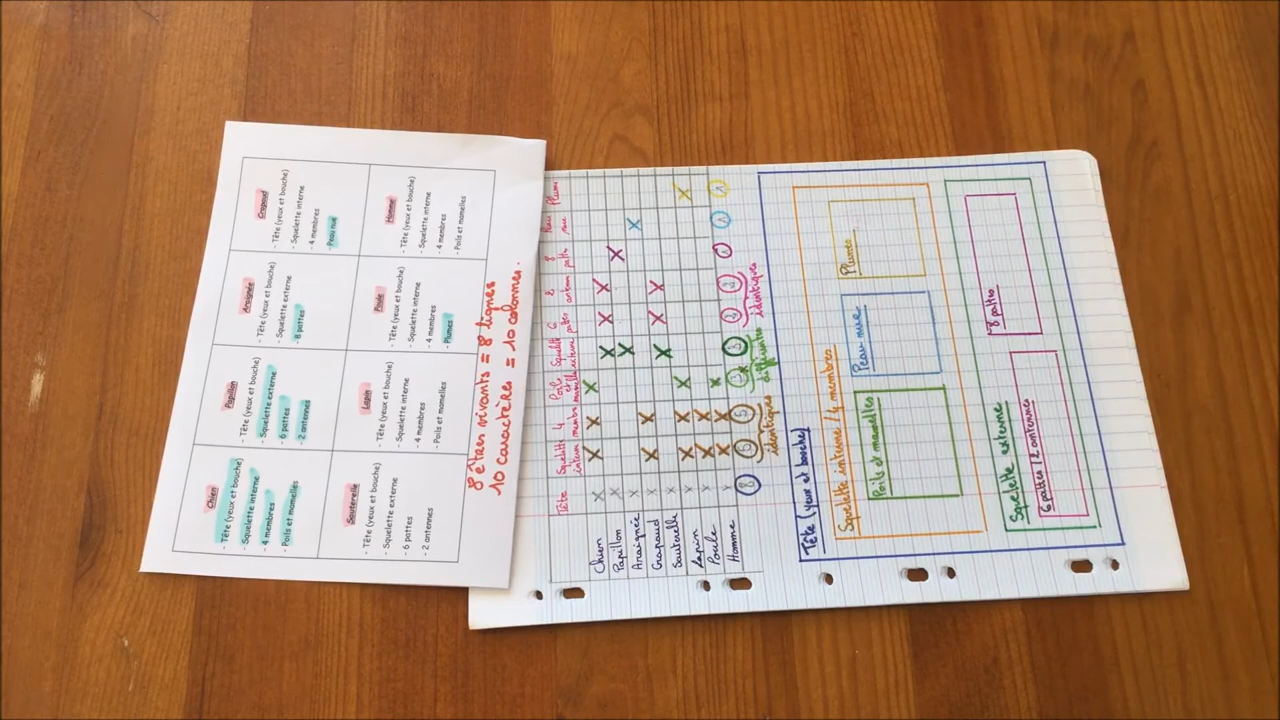 Chien
- Tête (yeux et bouche)
- Squelette interne
- 4 membres
- Poils et mamelles
Papillon
- Tête (yeux et bouche)
- Squelette externe
- 6 pattes
- 2 antennes
Araignée
- Tête (yeux et bouche)
- Squelette externe
- 8 pattes
Crapaud
- Tête (yeux et bouche)
- Squelette interne
- 4 membres
- Peau nue
Sauterelle
- Tête (yeux et bouche)
- Squelette externe
- 6 pattes
- 2 antennes
Lapin
- Tête (yeux et bouche)
- Squelette interne
- 4 membres
- Poils et mamelles
Poule
- Tête (yeux et bouche)
- Squelette interne
- 4 membres
- Plumes
Homme
- Tête (yeux et bouche)
- Squelette interne
- 4 membres
- Poils et mamelles
8 êtres vivants = 8 lignes
10 caractères = 10 colonnes.
Tête
Squelette interne
4 membres
Squelette externe
6 pattes
2 antennes
8 pattes
Peau nue
Plumes
Chien
Papillon
Araignée
Crapaud
Sauterelle
Lapin
Poule
Homme
8 5 5
identiques
différentes
identiques
Tête (yeux et bouche)
Squelette interne / 4 membres
Poils et mamelles
Peau nue
Plumes
Squelette externe
6 pattes / 2 antennes
8 pattes